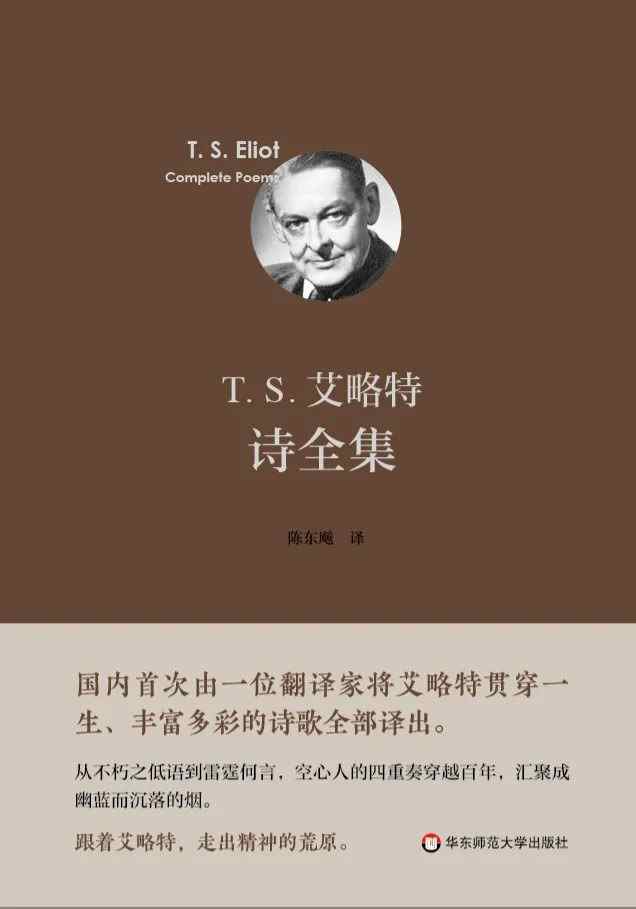 T. S. Eliot
Complete Poems
T. S. 艾略特
诗全集
陈东飚 译
国内首次由一位翻译家将艾略特贯穿一
生、丰富多彩的诗歌全部译出。
从不朽之低语到雷霆何言，空心人的四重奏穿越百年，汇聚成
幽蓝而沉落的烟。
跟着艾略特，走出精神的荒原。
华东师范大学出版社